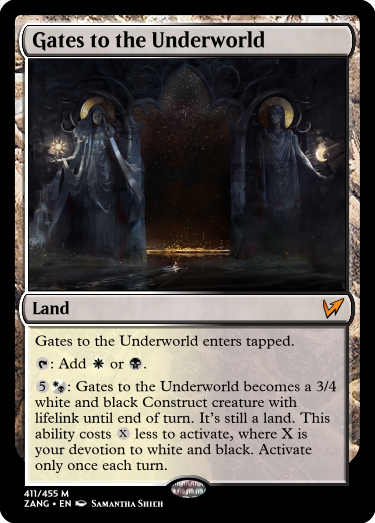 Gates to the Underworld
Land
Gates to the Underworld enters tapped.
: Add or .
5 : Gates to the Underworld becomes a 3/4
white and black Construct creature with
lifelink until end of turn. It's still a land. This
ability costs X less to activate, where X is
your devotion to white and black. Activate
only once each turn.
411/455 M
ZANG • EN SAMANTHA SHIEH